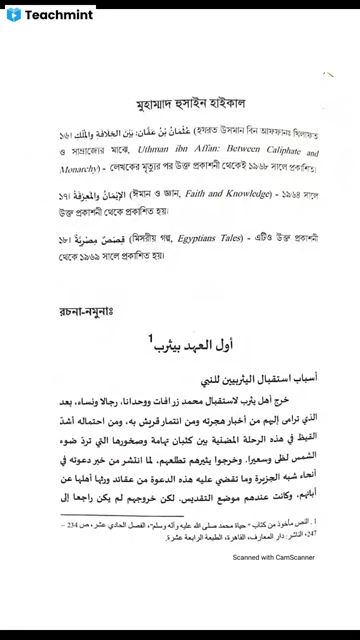 Teachmint
মুহাম্মাদ হুসাইন হাইকাল
১৬। عُثْمَانُ بْنُ عَفَّان: بَيْنَ الخِلَافَةِ والمُلْكِ (হযরত উসমান বিন আফফানঃ খিলাফত
ও সাম্রাজ্যের মাঝে, Uthman ibn Affan: Between Caliphate and
Monarchy) - লেখকের মৃত্যুর পর উক্ত প্রকাশনী থেকেই ১৯৬৮ সালে প্রকাশিত।
১৭। الإِيْمَانُ والمَعرِفَةُ (ঈমান ও জ্ঞান, Faith and Knowledge) - ১৯৬৪ সালে
উক্ত প্রকাশনী থেকে প্রকাশিত হয়।
১৮। قِصَصٌ مِصْرِيَّةٌ (মিসরীয় গল্প, Egyptians Tales) - এটিও উক্ত প্রকাশনী
থেকে ১৯৬৯ সালে প্রকাশিত হয়।
রচনা-নমুনাঃ
أول العهد بيثرب1
أسباب استقبال اليثربيين للنبي
خرج أهل يثرب لاستقبال محمد زرافات ووحدانا، رجالا ونساء، بعد
الذي ترامى إليهم من أخبار هجرته ومن انتمار قريش به، ومن احتماله أشدّ
القيظ في هذه الرحلة المضنية بين كثبان تهامة وصخورها التي تردّ ضوء
الشمس لظى وسعيرا. وخرجوا يثيرهم تطلعهم، لما انتشر من خبر دعوته في
أنحاء شبه الجزيرة وما تقضي عليه هذه الدعوة من عقائد ورثها أهلها عن
آبائهم، وكانت عندهم موضع التقديس. لكن خروجهم لم يكن راجعا إلى
1. النص مأخوذ من كتاب "حياة محمد صلى الله عليه وآله وسلم"، الفصل الحادي عشر، ص 234 –
247، الناشر: دار المعارف، القاهرة، الطبعة الرابعة عشرة.
Scanned with CamScanner